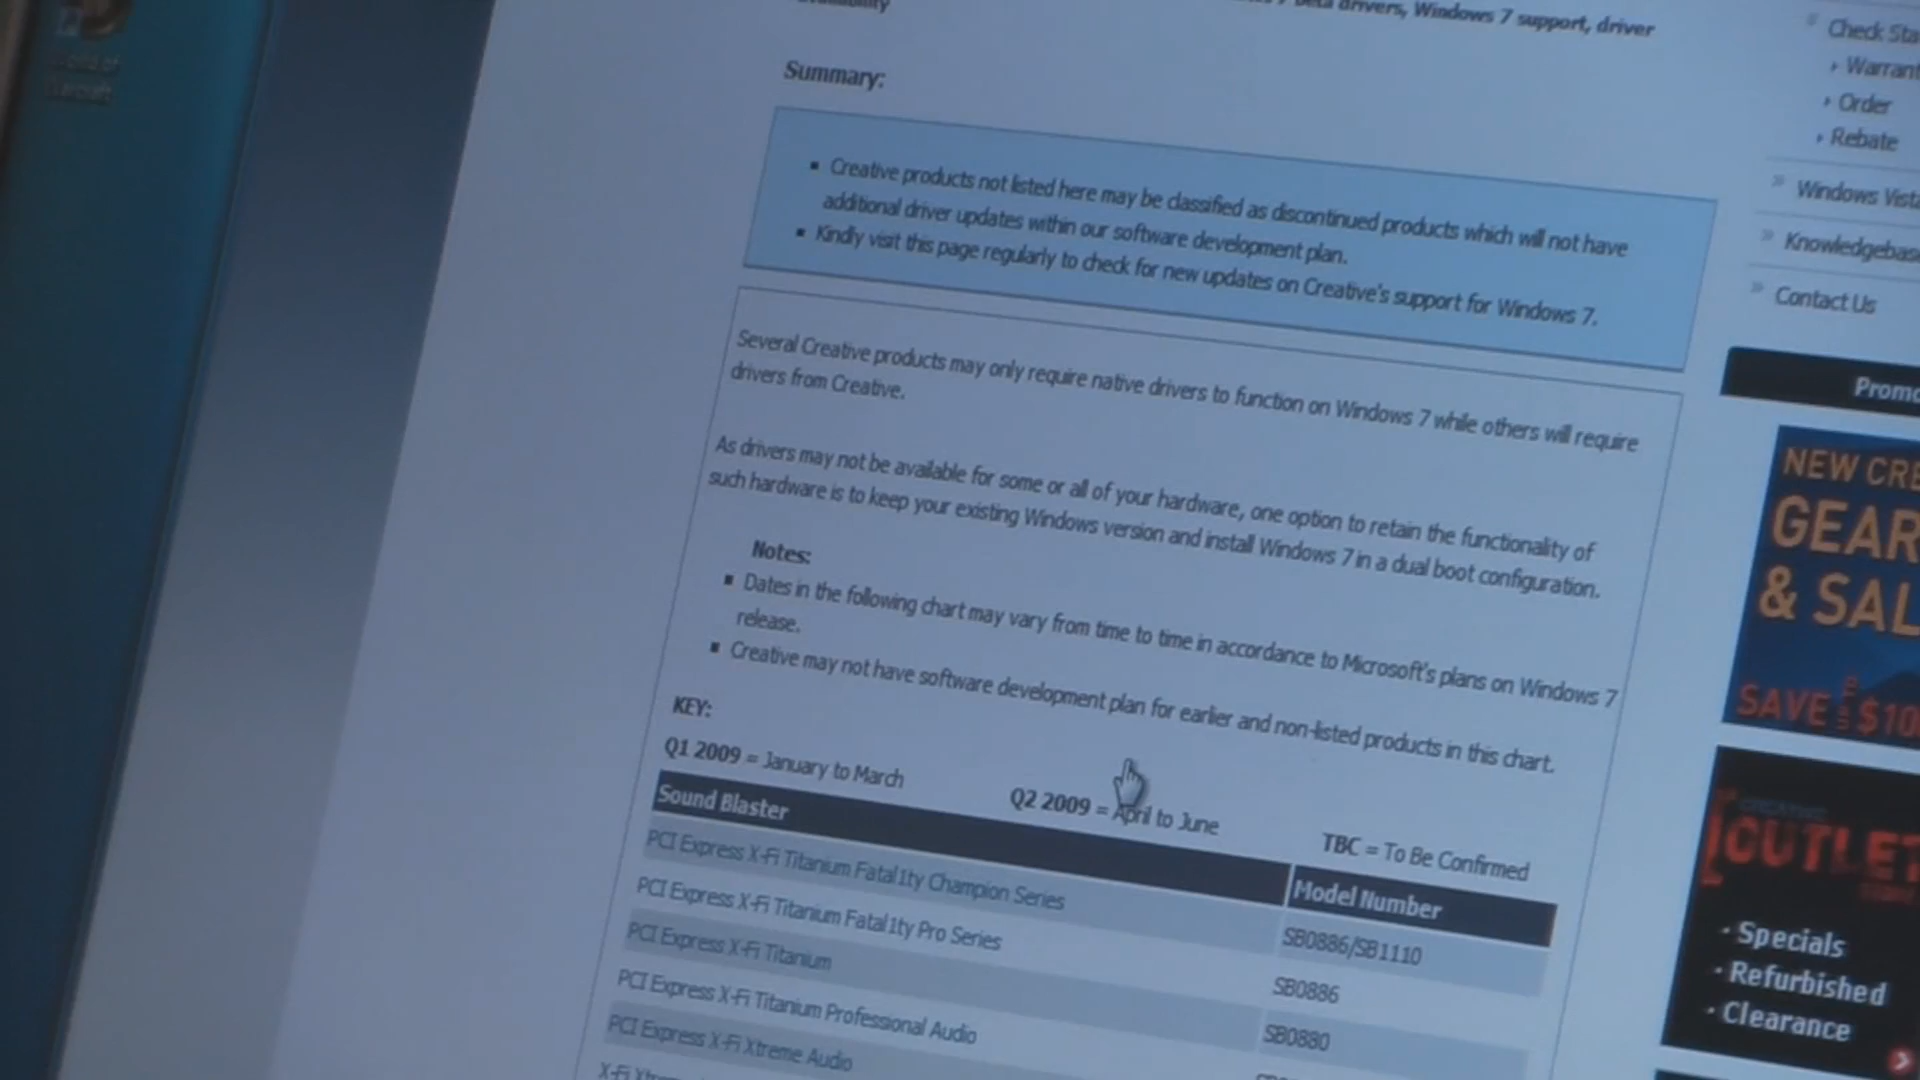 drivers, Windows 7 support, driver
Summary:
Creative products not listed here may be classified as discontinued products which will not have
additional driver updates within our software development plan.
Kindly visit this page regularly to check for new updates on Creative's support for Windows 7.
Several Creative products may only require native drivers to function on Windows 7 while others will require
drivers from Creative.
As drivers may not be available for some or all of your hardware, one option to retain the functionality of
such hardware is to keep your existing Windows version and install Windows 7 in a dual boot configuration.
Notes:
Dates in the following chart may vary from time to time in accordance to Microsoft's plans on Windows 7
release.
Creative may not have software development plan for earlier and non-listed products in this chart.
KEY:
Q1 2009 = January to March
Q2 2009 = April to June
TBC = To Be Confirmed
Sound Blaster
Model Number
PCI Express X-Fi Titanium Fatal1ty Champion Series
SB0886/SB1110
PCI Express X-Fi Titanium Fatal1ty Pro Series
SB0886
PCI Express X-Fi Titanium
SB0880
PCI Express X-Fi Titanium Professional Audio
PCI Express X-Fi Xtreme Audio
Check Sta
Warrant
Order
Rebate
Windows Vista
Knowledgebase
Contact Us
Promo
NEW CRE
GEAR
& SAL
SAVE UP TO $10
CREATIVE
OUTLET
Specials
Refurbished
Clearance